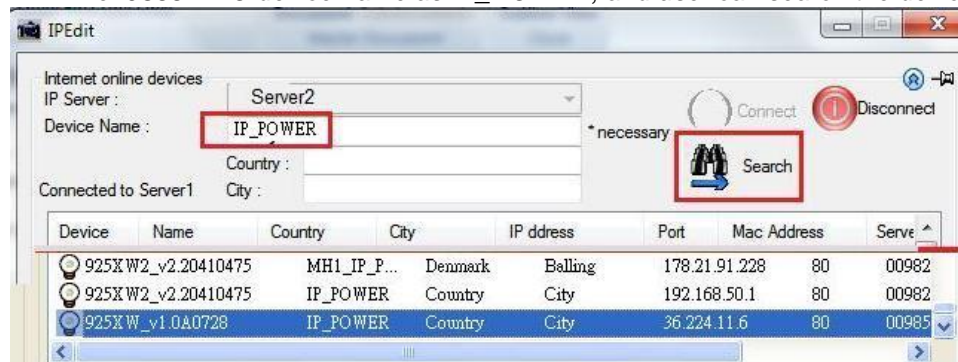 IPEdit
Internet online devices
IP Server : Server2 Connect Disconnect
Device Name : IP_POWER * necessary
Country : Search
Connected to Server1 City :
Device Name Country City IP ddress Port Mac Address Serve
925XW2_v2.20410475 MH1_IP_P... Denmark Balling 178.21.91.228 80 00982
925XW2_v2.20410475 IP_POWER Country City 192.168.50.1 80 00982
925XW_v1.0A0728 IP_POWER Country City 36.224.11.6 80 00985